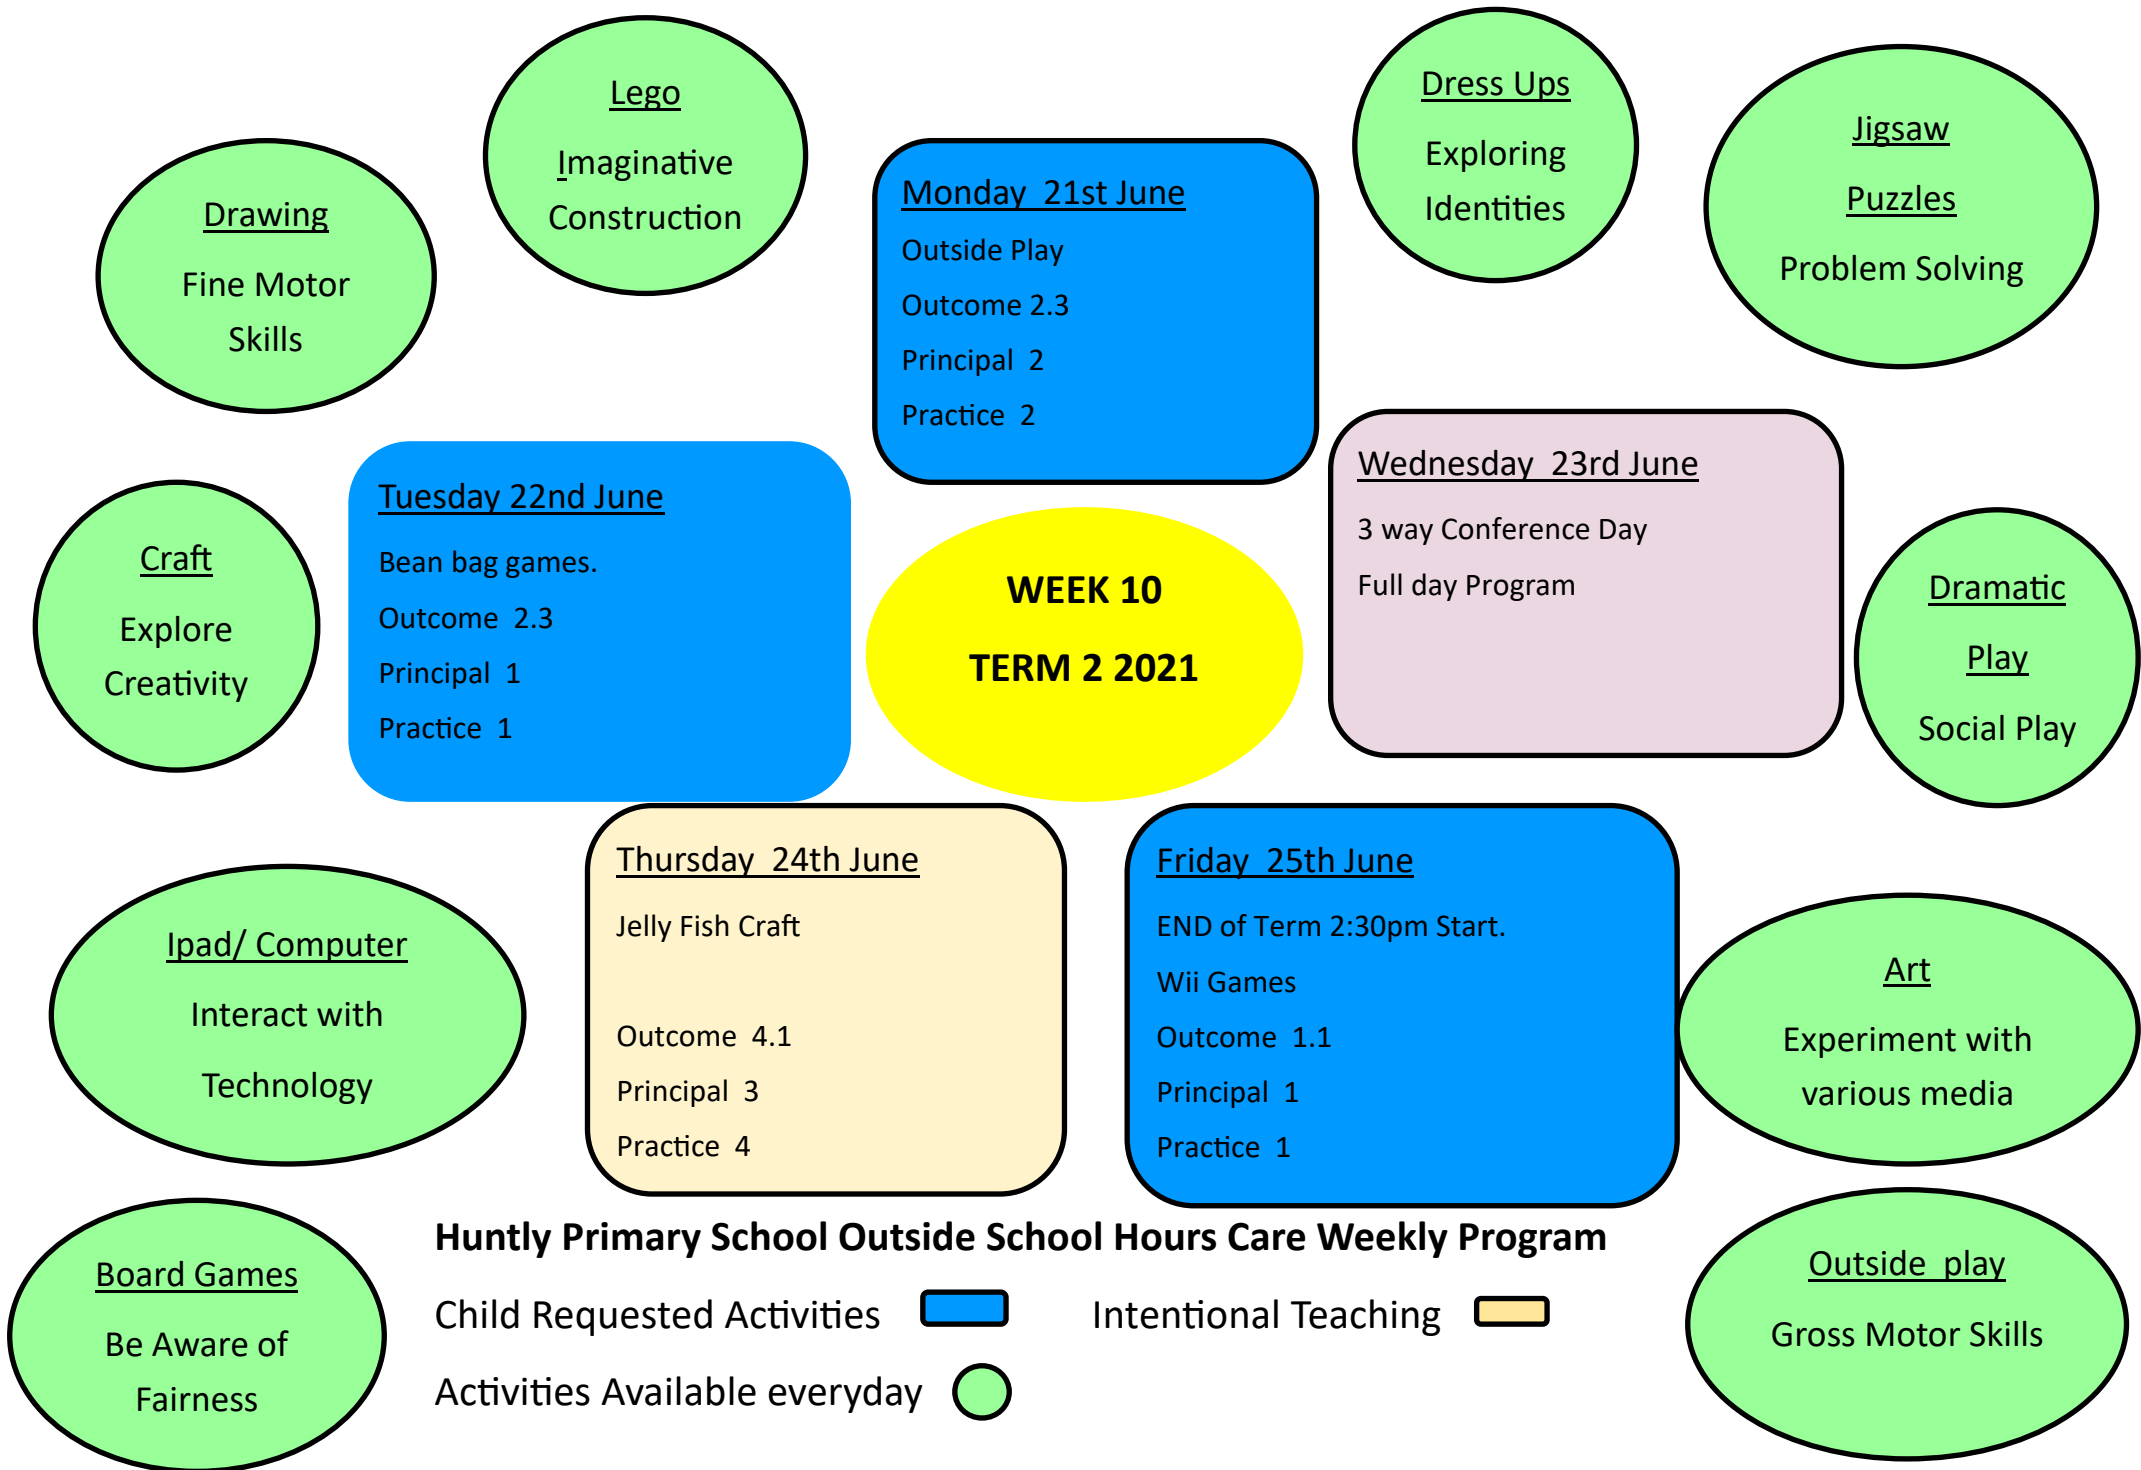 Lego
Imaginative
Construction
Dress Ups
Exploring
Identities
Jigsaw
Puzzles
Problem Solving
Drawing
Fine Motor
Skills
Monday  21st June
Outside Play
Outcome 2.3
Principal  2
Practice  2
Tuesday 22nd June
Bean bag games.
Outcome  2.3
Principal  1
Practice  1
Wednesday  23rd June
3 way Conference Day
Full day Program
Craft
Explore
Creativity
WEEK 10
TERM 2 2021
Dramatic
Play
Social Play
Thursday  24th June
Jelly Fish Craft
Outcome  4.1
Principal  3
Practice  4
Friday  25th June
END of Term 2:30pm Start.
Wii Games
Outcome  1.1
Principal  1
Practice  1
Ipad/ Computer
Interact with
Technology
Art
Experiment with
various media
Huntly Primary School Outside School Hours Care Weekly Program
Child Requested Activities
Intentional Teaching
Activities Available everyday
Board Games
Be Aware of
Fairness
Outside  play
Gross Motor Skills